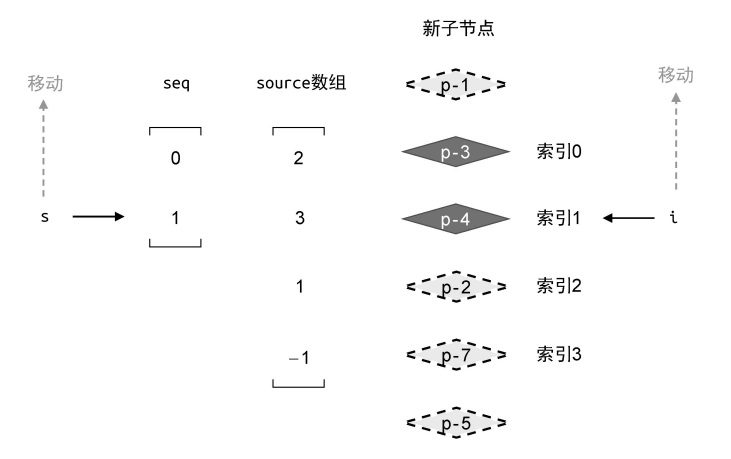 新子节点
移动 seq source数组 p-1 移动
0 2 p-3 索引0
s 1 3 p-4 索引1 i
1 p-2 索引2
−1 p-7 索引3
p-5